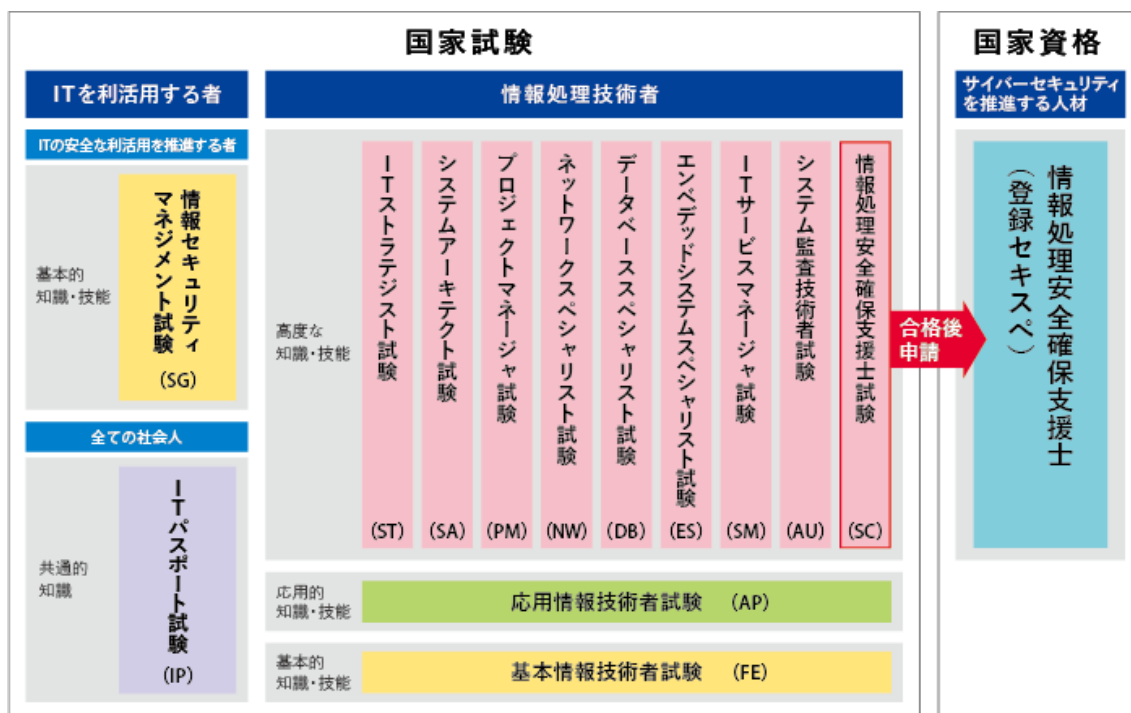 国家試験
ITを利活用する者
ITの安全な利活用を推進する者
基本的
知識・技能
情報セキュリティ
マネジメント試験
(SG)
全ての社会人
共通的
知識
ITパスポート試験
(IP)
情報処理技術者
高度な
知識・技能
ITストラテジスト試験
(ST)
システムアーキテクト試験
(SA)
プロジェクトマネージャ試験
(PM)
ネットワークスペシャリスト試験
(NW)
データベーススペシャリスト試験
(DB)
エンベデッドシステムスペシャリスト試験
(ES)
ITサービスマネージャ試験
(SM)
システム監査技術者試験
(AU)
情報処理安全確保支援士試験
(SC)
応用的
知識・技能
応用情報技術者試験 (AP)
基本的
知識・技能
基本情報技術者試験 (FE)
合格後
申請
国家資格
サイバーセキュリティ
を推進する人材
情報処理安全確保支援士
(登録セキスペ)